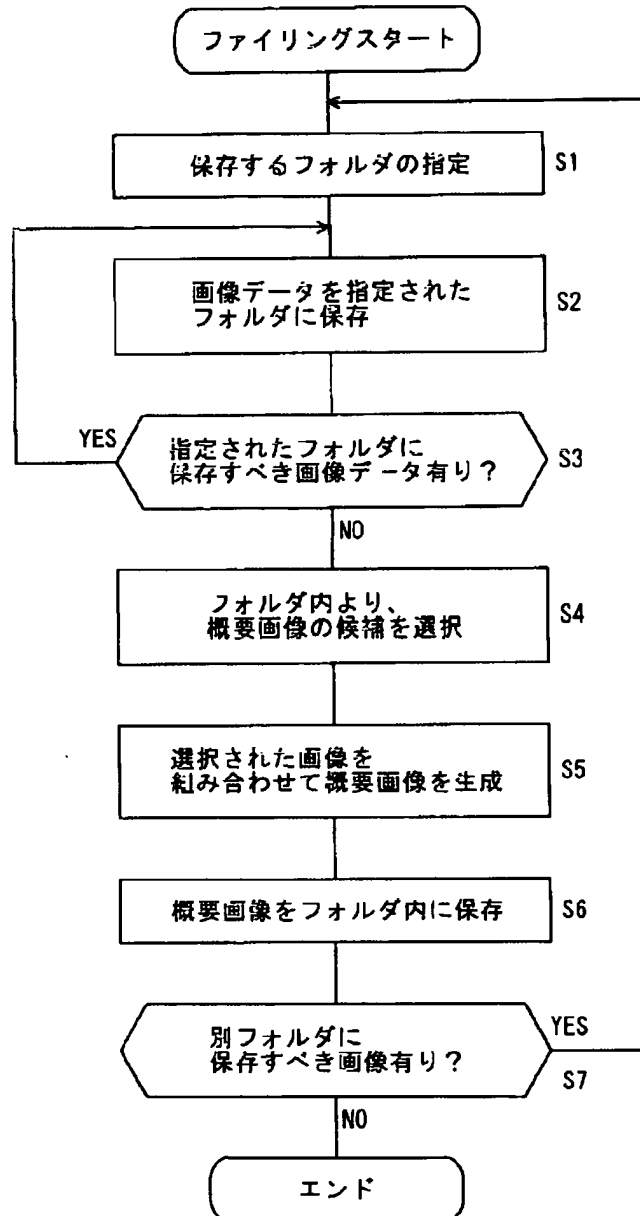 ファイリングスタート
保存するフォルダの指定
S1
画像データを指定された
フォルダに保存
S2
YES
指定されたフォルダに
保存すべき画像データ有り？
S3
NO
フォルダ内より、
概要画像の候補を選択
S4
選択された画像を
組み合わせて概要画像を生成
S5
概要画像をフォルダ内に保存
S6
別フォルダに
保存すべき画像有り？
YES
S7
NO
エンド